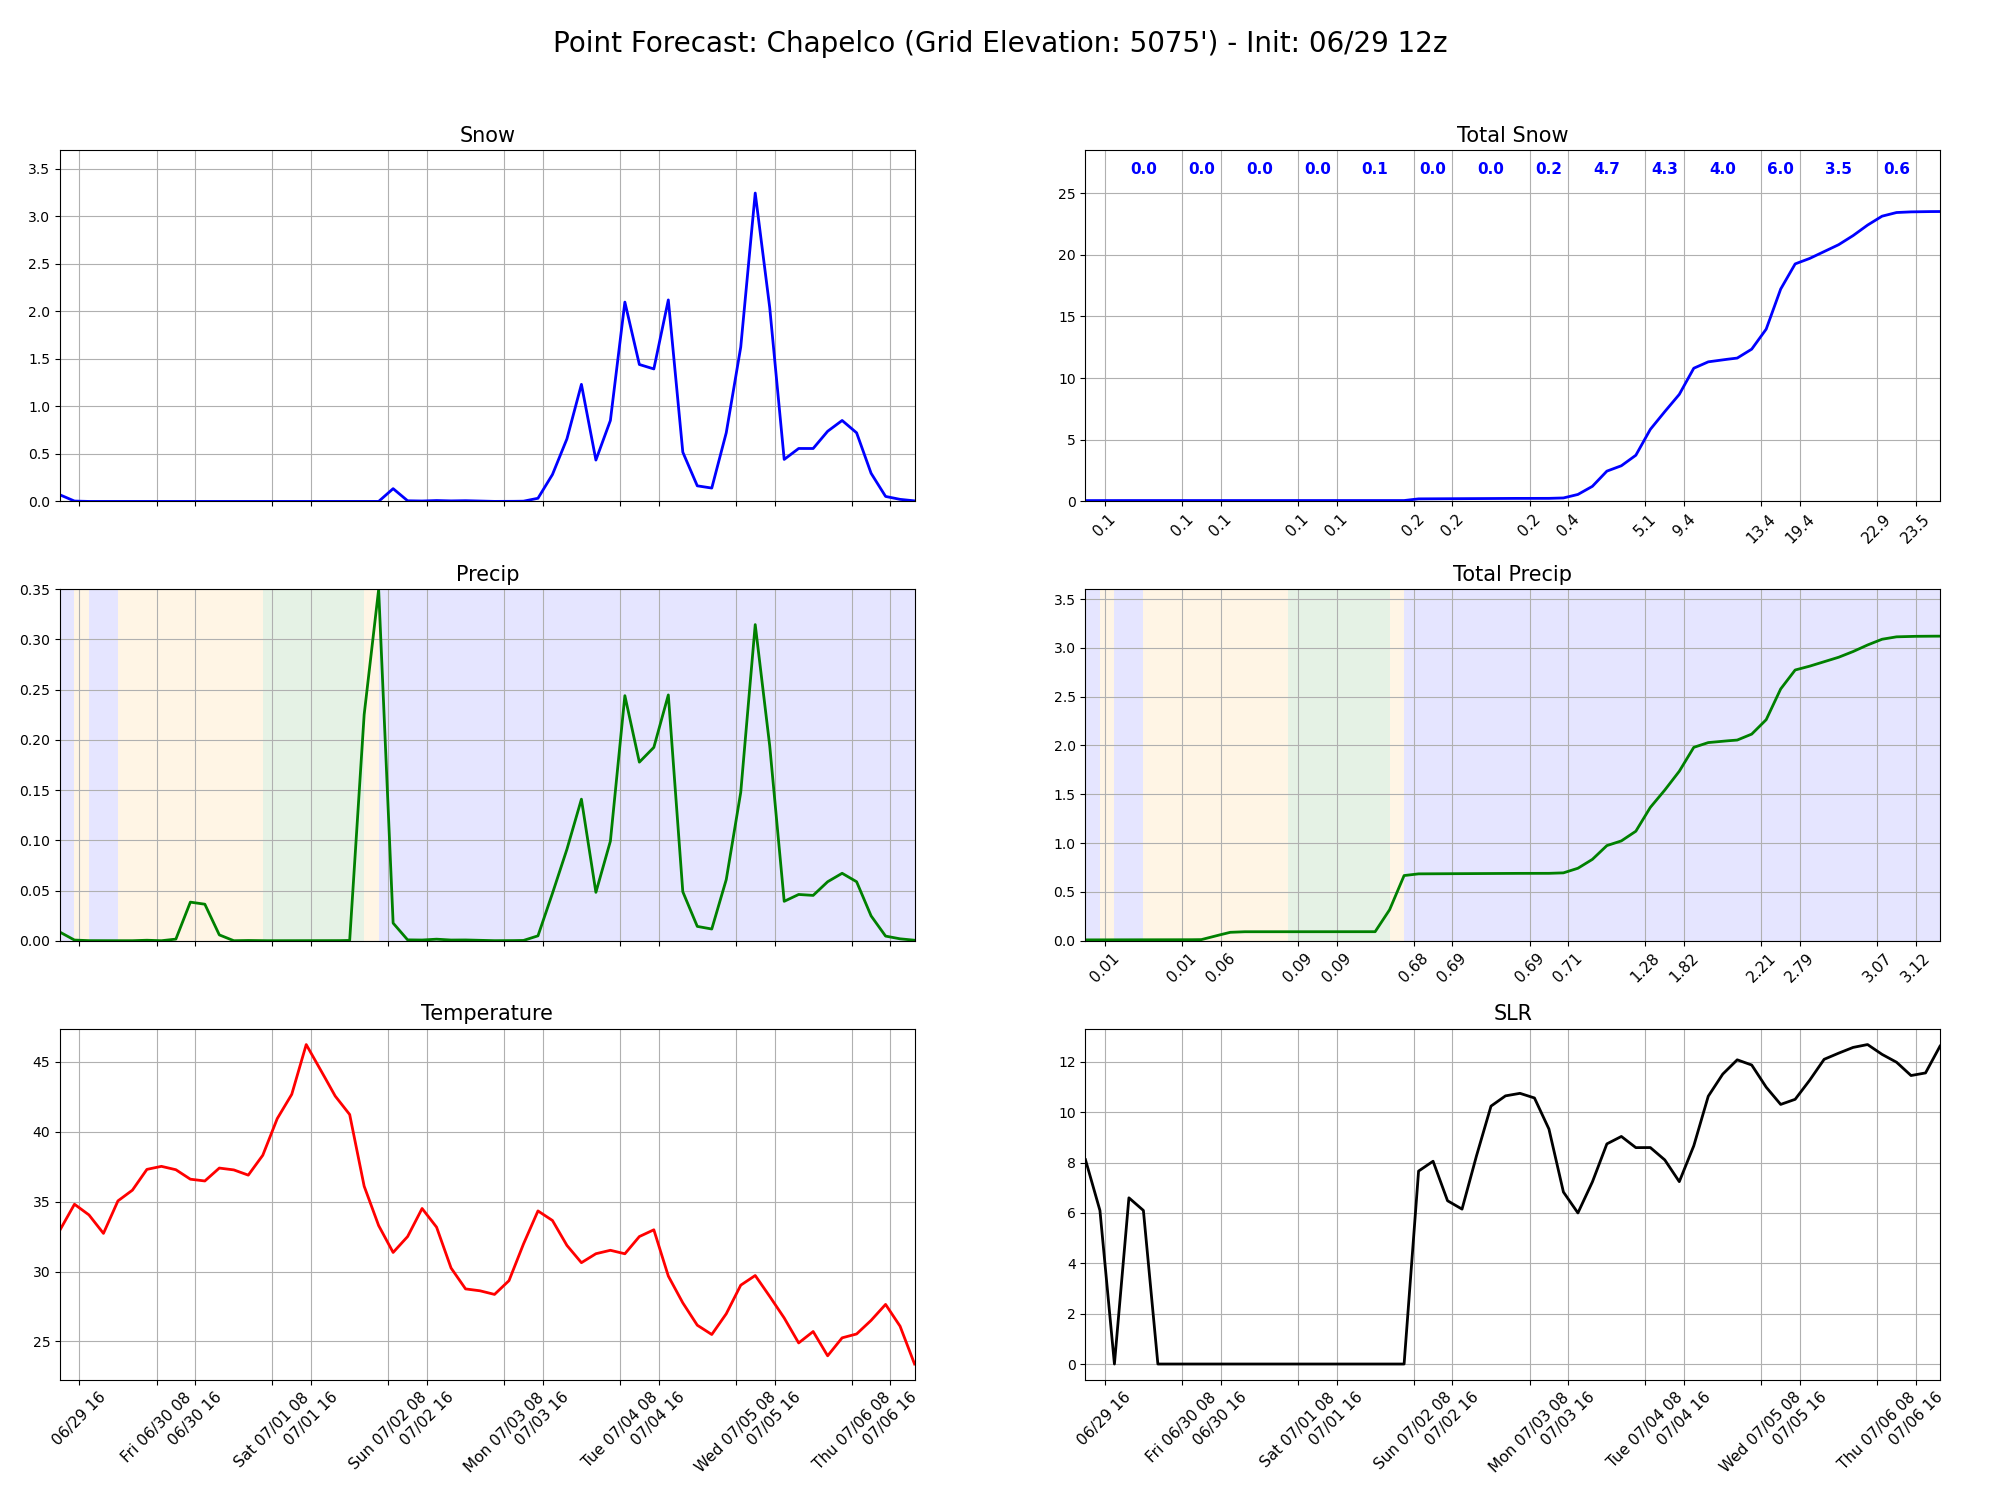 Point Forecast: Chapelco (Grid Elevation: 5075') - Init: 06/29 12z
Snow
3.5
3.0
2.5
2.0
1.5
1.0
0.5
0.0
Total Snow
0.0 0.0 0.0 0.0 0.1 0.0 0.0 0.2 4.7 4.3 4.0 6.0 3.5 0.6
25
20
15
10
5
0
0.1 0.1 0.1 0.1 0.1 0.2 0.2 0.2 0.4 5.1 9.4 13.4 19.4 22.9 23.5
Precip
0.35
0.30
0.25
0.20
0.15
0.10
0.05
0.00
Total Precip
3.5
3.0
2.5
2.0
1.5
1.0
0.5
0.0
0.01 0.01 0.06 0.09 0.09 0.68 0.69 0.69 0.71 1.28 1.82 2.21 2.79 3.07 3.12
Temperature
45
40
35
30
25
06/29 16
Fri 06/30 08
06/30 16
Sat 07/01 08
07/01 16
Sun 07/02 08
07/02 16
Mon 07/03 08
07/03 16
Tue 07/04 08
07/04 16
Wed 07/05 08
07/05 16
Thu 07/06 08
07/06 16
SLR
12
10
8
6
4
2
0
06/29 16
Fri 06/30 08
06/30 16
Sat 07/01 08
07/01 16
Sun 07/02 08
07/02 16
Mon 07/03 08
07/03 16
Tue 07/04 08
07/04 16
Wed 07/05 08
07/05 16
Thu 07/06 08
07/06 16